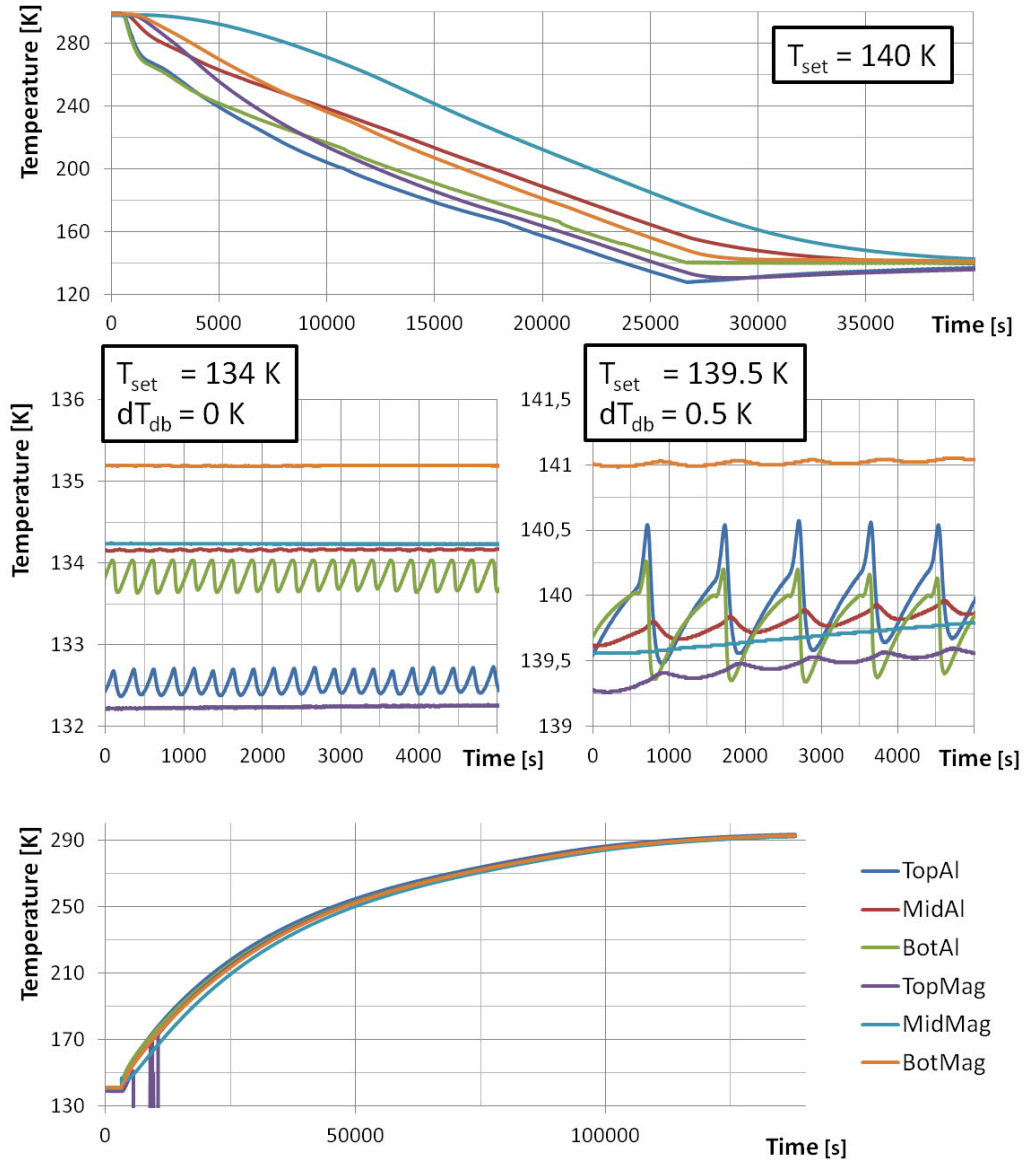 Temperature [K]
280
240
200
160
120
T_set = 140 K
0 5000 10000 15000 20000 25000 30000 35000 Time [s]
T_set = 134 K
dT_db = 0 K
Temperature [K]
136
135
134
133
132
0 1000 2000 3000 4000 Time [s]
T_set = 139.5 K
dT_db = 0.5 K
141,5
141
140,5
140
139,5
139
0 1000 2000 3000 4000 Time [s]
Temperature [K]
290
250
210
170
130
0 50000 100000
Time [s]
TopAl
MidAl
BotAl
TopMag
MidMag
BotMag